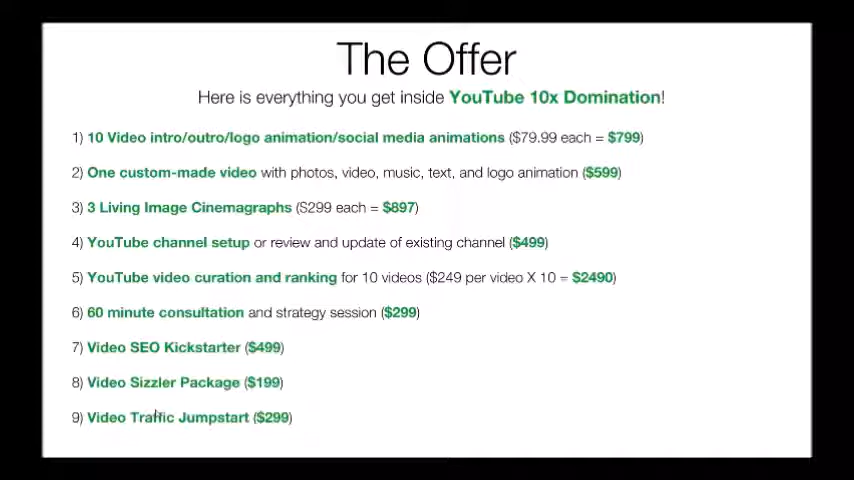 The Offer
Here is everything you get inside YouTube 10x Domination!
1) 10 Video intro/outro/logo animation/social media animations ($79.99 each = $799)
2) One custom-made video with photos, video, music, text, and logo animation ($599)
3) 3 Living Image Cinemagraphs ($299 each = $897)
4) YouTube channel setup or review and update of existing channel ($499)
5) YouTube video curation and ranking for 10 videos ($249 per video X 10 = $2490)
6) 60 minute consultation and strategy session ($299)
7) Video SEO Kickstarter ($499)
8) Video Sizzler Package ($199)
9) Video Traffic Jumpstart ($299)